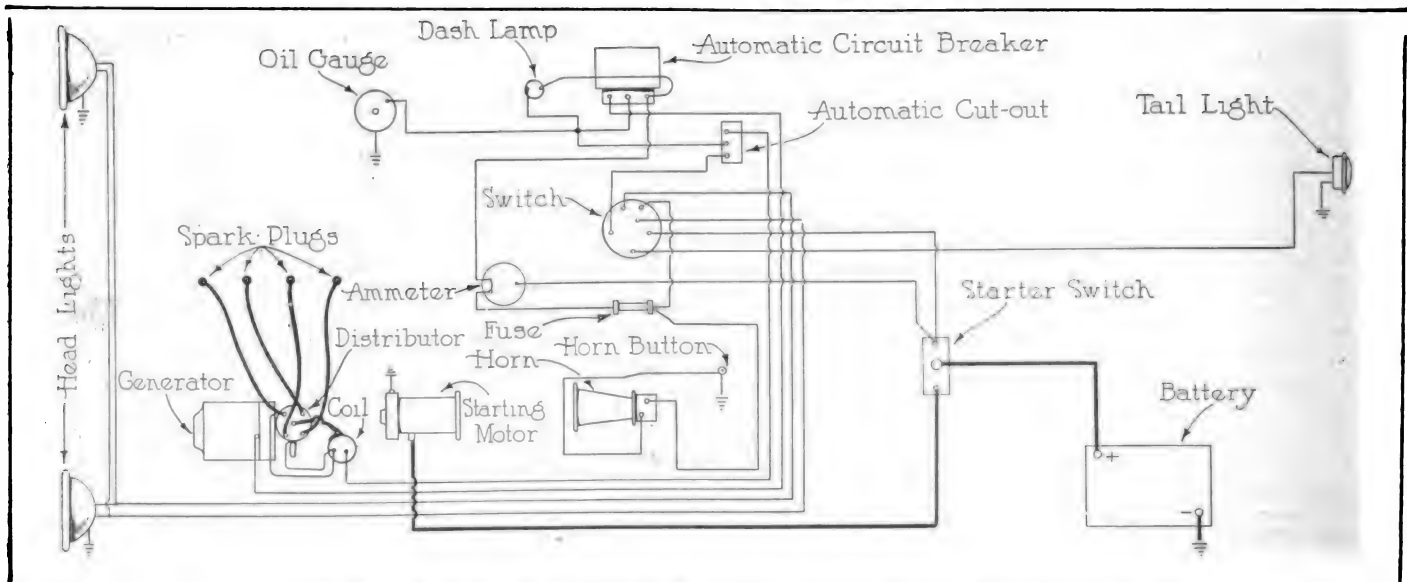 Dash Lamp
Automatic Circuit Breaker
Oil Gauge
Automatic Cut-out
Tail Light
Switch
Spark Plugs
Head Lights
Ammeter
Starter Switch
Fuse
Distributor
Horn
Horn Button
Generator
Coil
Starting
Motor
Battery
+
-